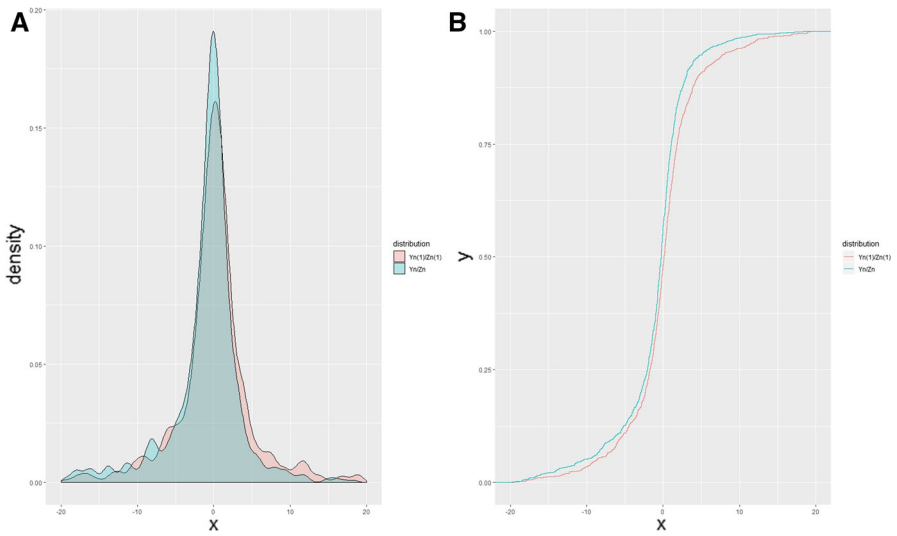 A
0.20
0.15
0.10
0.05
0.00
density
-20
-10
0
10
20
X
distribution
Yn(1)/Zn(1)
Yn/Zn
B
1.00
0.75
0.50
0.25
0.00
y
-20
-10
0
10
20
X
distribution
Yn(1)/Zn(1)
Yn/Zn